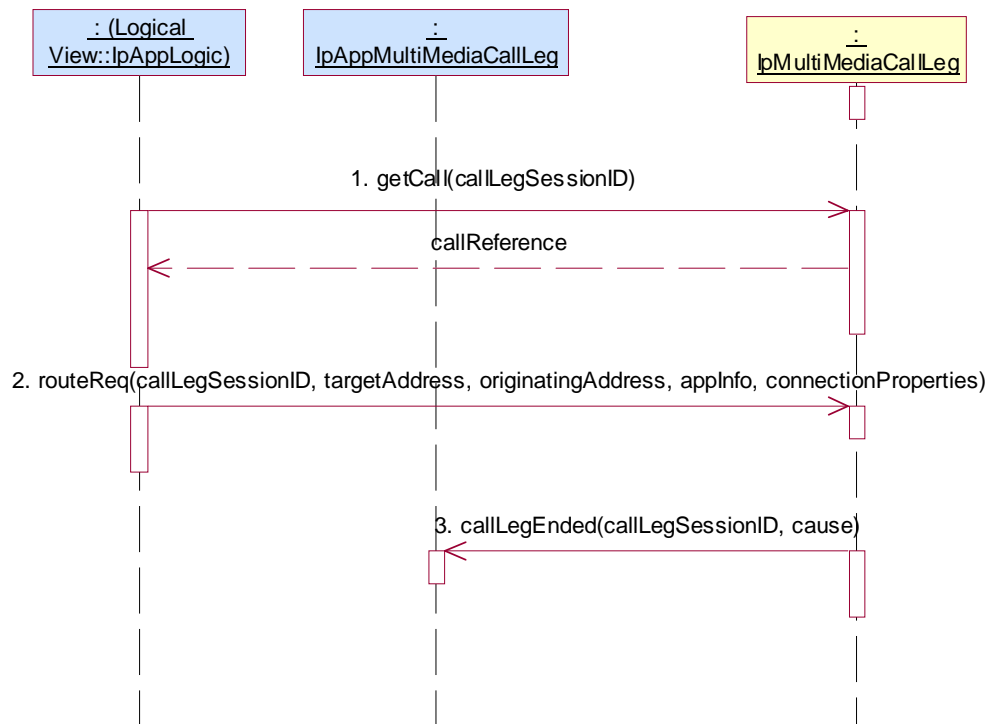 : (Logical
View::IpAppLogic)
:
IpAppMultiMediaCallLeg
:
IpMultiMediaCallLeg
1. getCall(callLegSessionID)
callReference
2. routeReq(callLegSessionID, targetAddress, originatingAddress, appInfo, connectionProperties)
3. callLegEnded(callLegSessionID, cause)